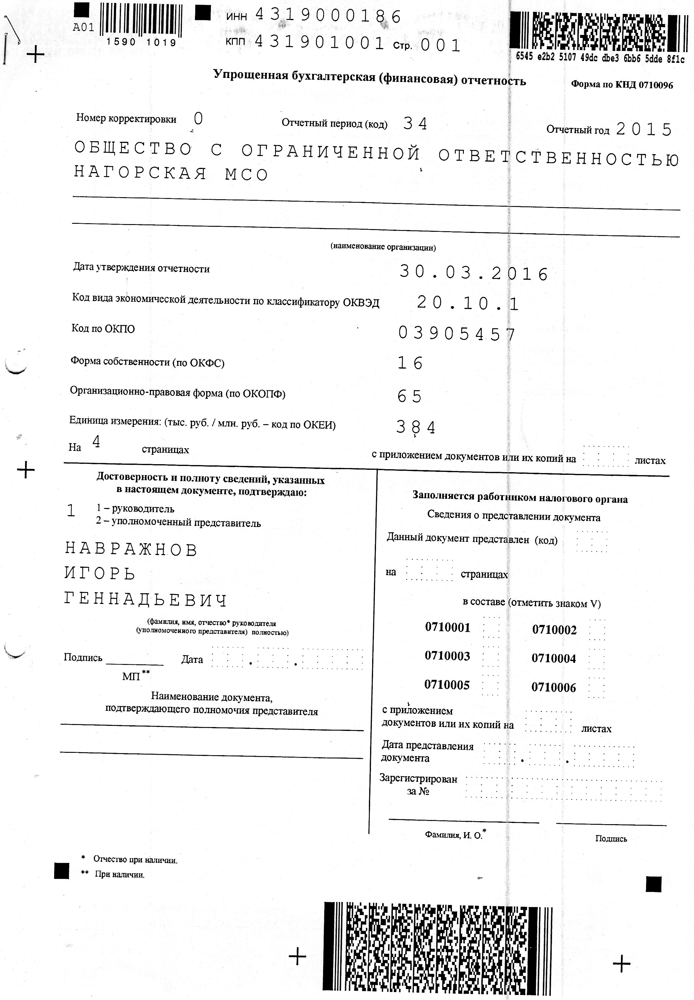 ИНН 4319000186
А01
1590 1019
КПП 431901001 Стр. 001
6545 e2b2 5107 49dc dbe3 6bb6 5dde 8f1c
Упрощенная бухгалтерская (финансовая) отчетность
Форма по КНД 0710096
Номер корректировки 0 Отчетный период (код) 34 Отчетный год 2015
ОБЩЕСТВО С ОГРАНИЧЕННОЙ ОТВЕТСТВЕННОСТЬЮ
НАГОРСКАЯ МСО
(наименование организации)
Дата утверждения отчетности 30.03.2016
Код вида экономической деятельности по классификатору ОКВЭД 20.10.1
Код по ОКПО 03905457
Форма собственности (по ОКФС) 16
Организационно-правовая форма (по ОКОПФ) 65
Единица измерения: (тыс. руб. / млн. руб. – код по ОКЕИ) 384
На 4 страницах с приложением документов или их копий на листах
Достоверность и полноту сведений, указанных
в настоящем документе, подтверждаю:
1 1 – руководитель
2 – уполномоченный представитель
НАВРАЖНОВ
ИГОРЬ
ГЕННАДЬЕВИЧ
(фамилия, имя, отчество* руководителя
(уполномоченного представителя) полностью)
Подпись Дата . .
МП**
Наименование документа,
подтверждающего полномочия представителя
Заполняется работником налогового органа
Сведения о представлении документа
Данный документ представлен (код)
на страницах
в составе (отметить знаком V)
0710001 0710002
0710003 0710004
0710005 0710006
с приложением
документов или их копий на листах
Дата представления
документа . .
Зарегистрирован
за №
Фамилия, И. О.* Подпись
* Отчество при наличии.
** При наличии.